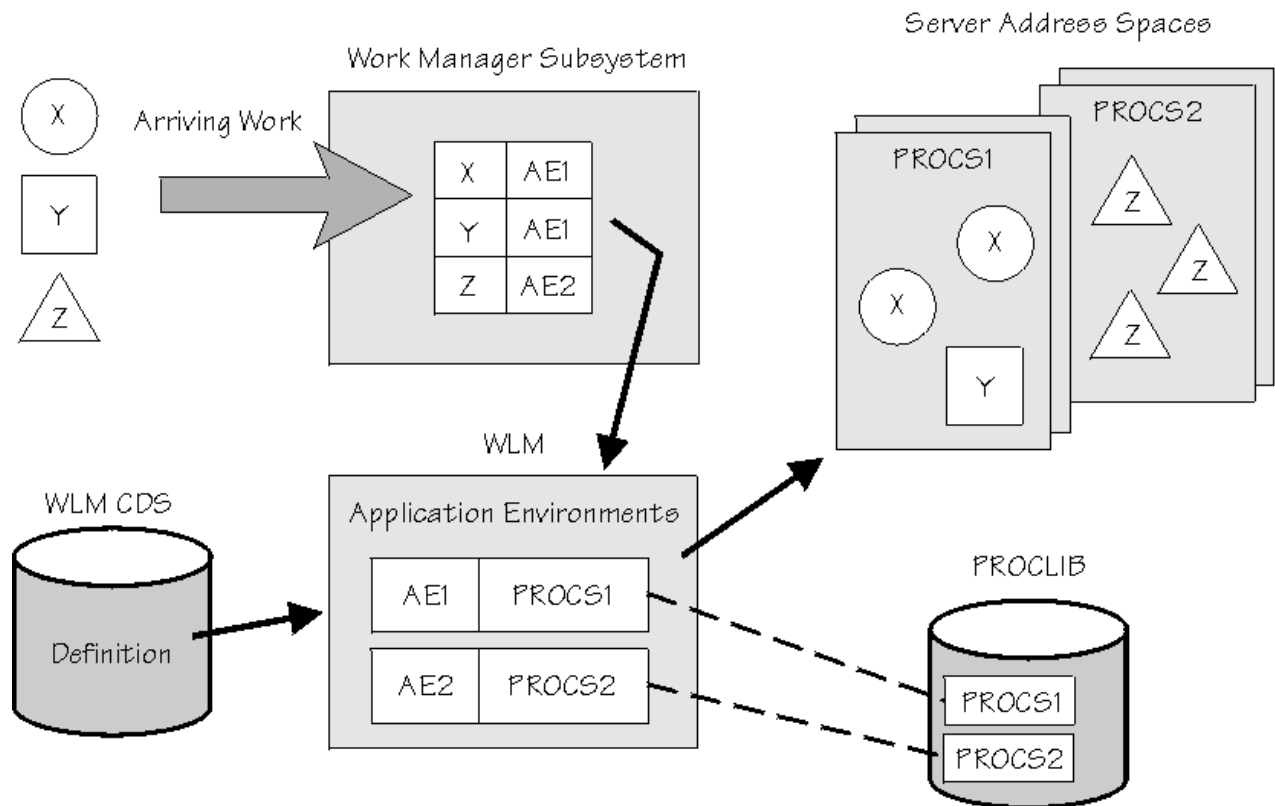 Server Address Spaces
Work Manager Subsystem
X
Arriving Work
Y
Z
X AE1
Y AE1
Z AE2
PROCS1
X
X
Y
PROCS2
Z
Z
Z
WLM
Application Environments
AE1 PROCS1
AE2 PROCS2
WLM CDS
Definition
PROCLIB
PROCS1
PROCS2